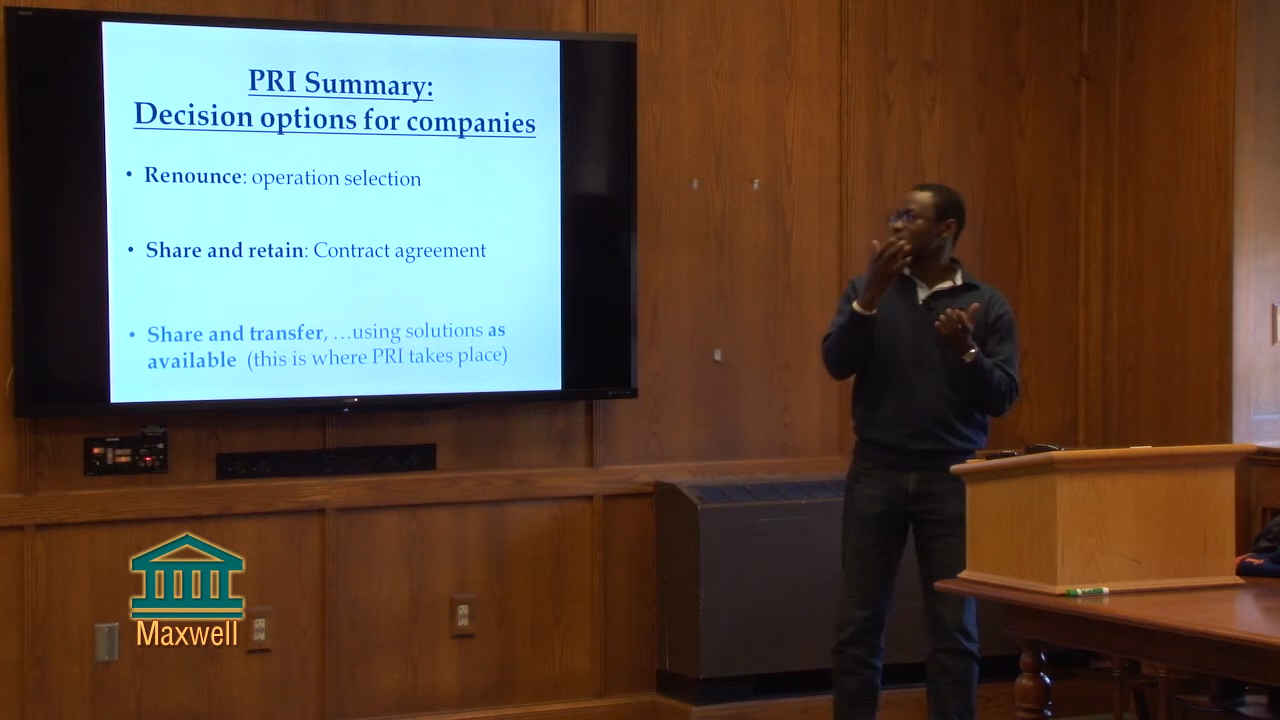 PRI Summary:
Decision options for companies
• Renounce: operation selection
• Share and retain: Contract agreement
• Share and transfer, …using solutions as
available (this is where PRI takes place)
Maxwell